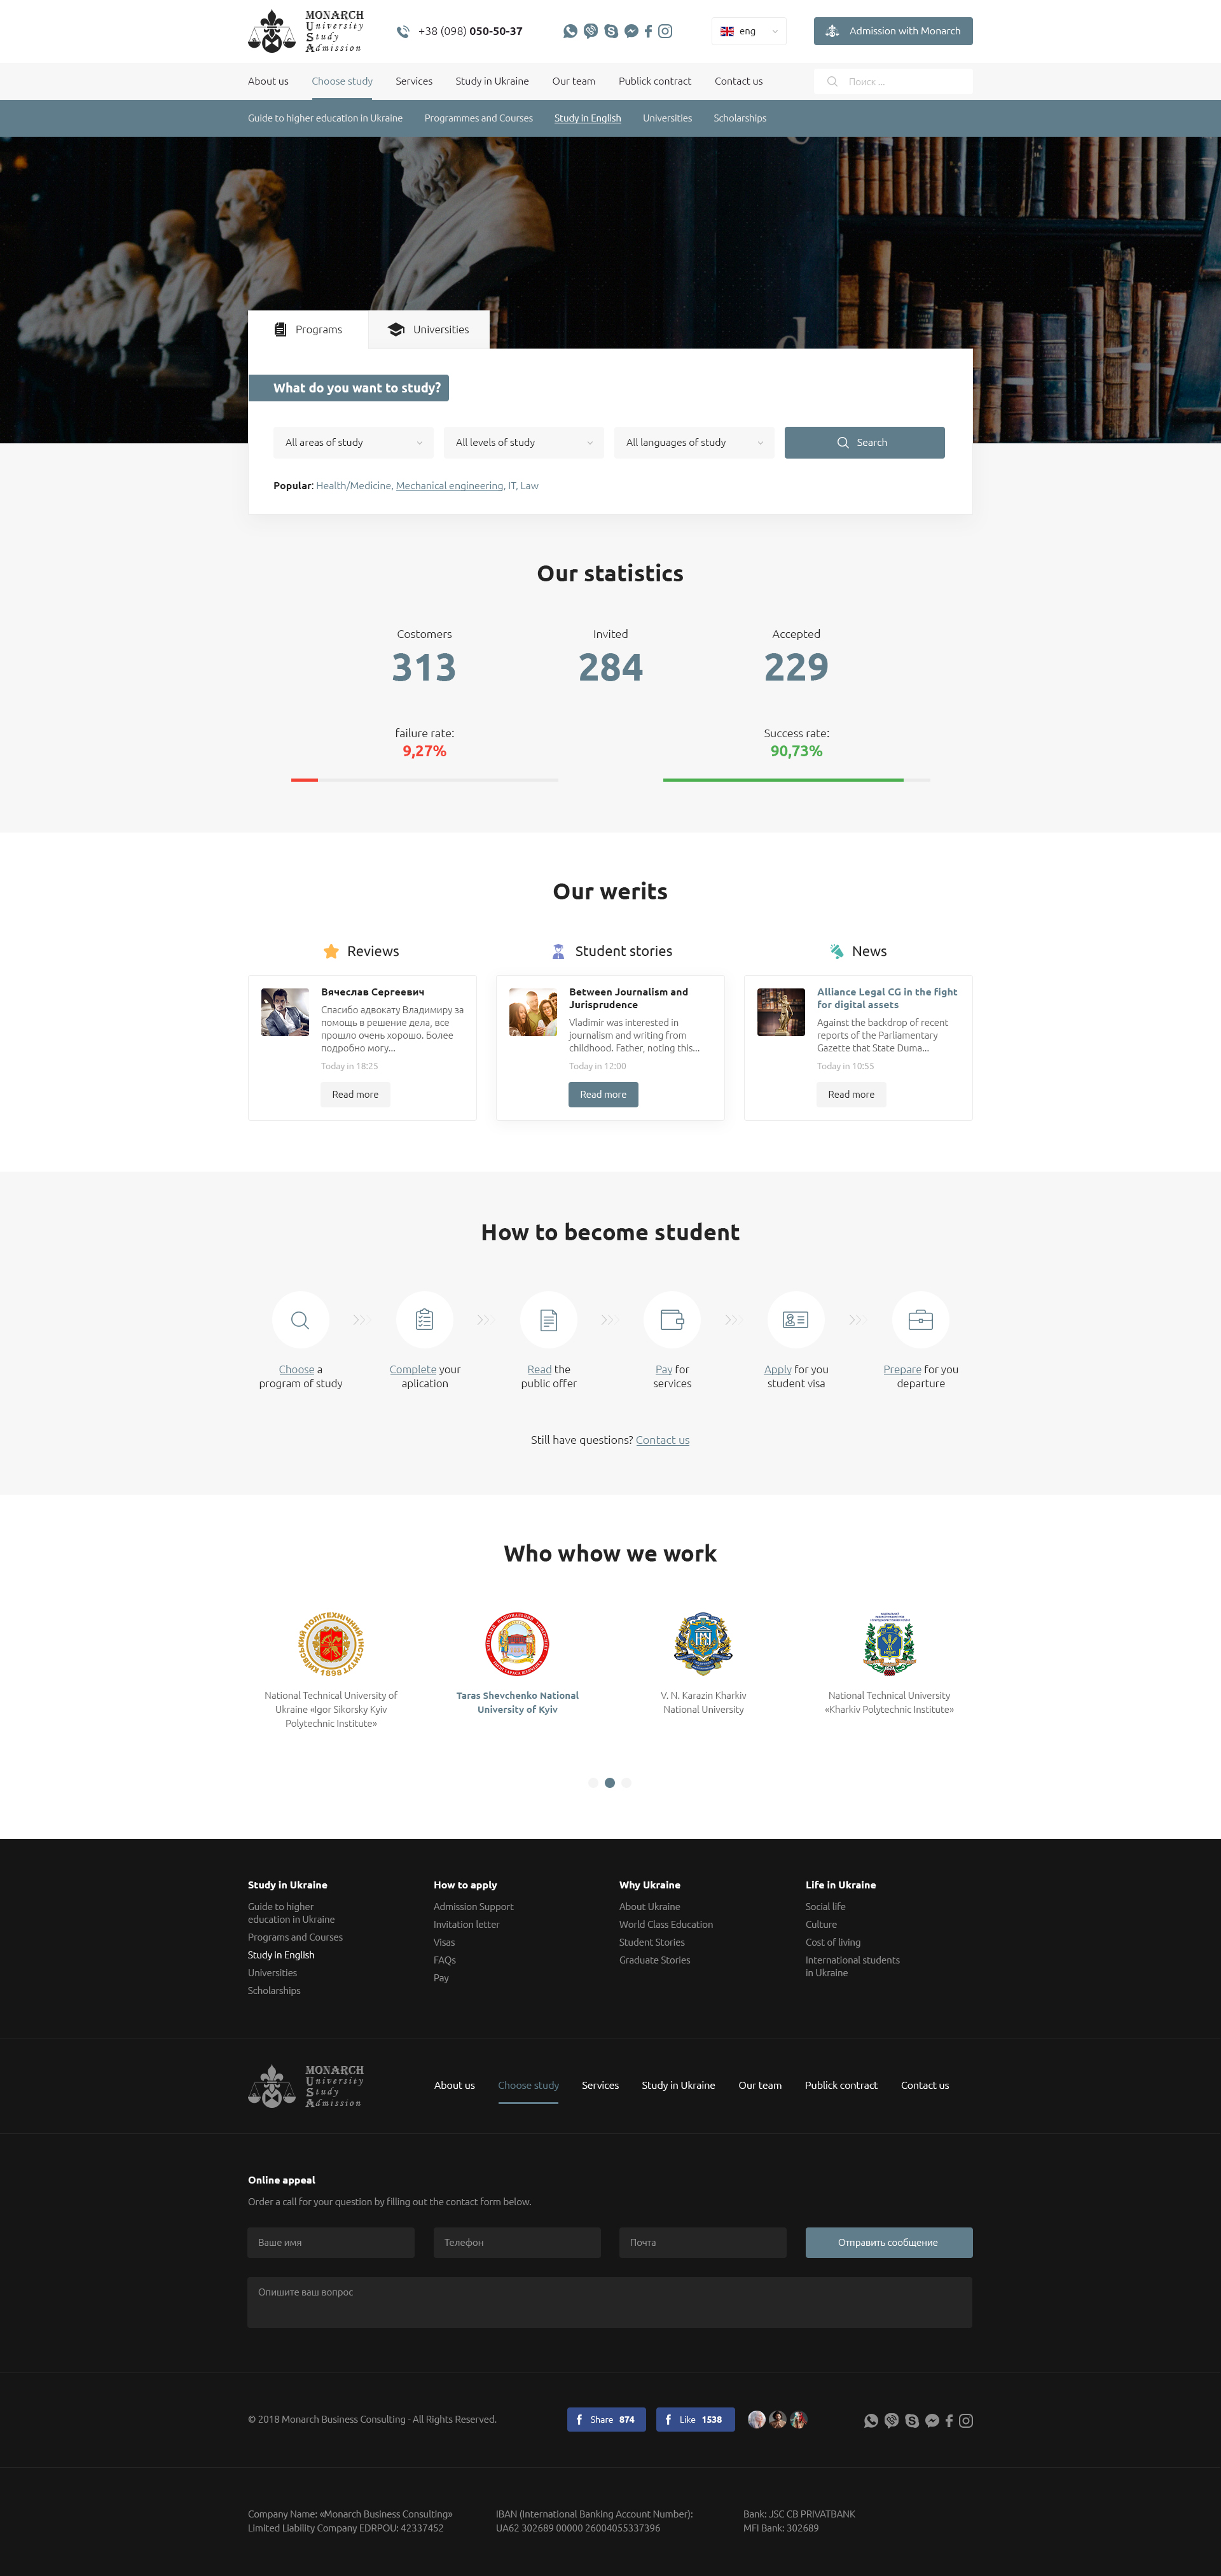 MONARCH
University
Study
Admission
+38 (098) 050-50-37
eng
Admission with Monarch
About us Choose study Services Study in Ukraine Our team Publick contract Contact us
Поиск ...
Guide to higher education in Ukraine Programmes and Courses Study in English Universities Scholarships
Programs Universities
What do you want to study?
All areas of study All levels of study All languages of study Search
Popular: Health/Medicine, Mechanical engineering, IT, Law
Our statistics
Costomers Invited Accepted
313 284 229
failure rate: Success rate:
9,27% 90,73%
Our werits
Reviews
Вячеслав Сергеевич
Спасибо адвокату Владимиру за
помощь в решение дела, все
прошло очень хорошо. Более
подробно могу...
Today in 18:25
Read more
Student stories
Between Journalism and
Jurisprudence
Vladimir was interested in
journalism and writing from
childhood. Father, noting this...
Today in 12:00
Read more
News
Alliance Legal CG in the fight
for digital assets
Against the backdrop of recent
reports of the Parliamentary
Gazette that State Duma...
Today in 10:55
Read more
How to become student
Choose a
program of study
Complete your
aplication
Read the
public offer
Pay for
services
Apply for you
student visa
Prepare for you
departure
Still have questions? Contact us
Who whow we work
КИЇВСЬКИЙ ПОЛІТЕХНІЧНИЙ ІНСТИТУТ
1898
National Technical University of
Ukraine «Igor Sikorsky Kyiv
Polytechnic Institute»
Taras Shevchenko National
University of Kyiv
V. N. Karazin Kharkiv
National University
National Technical University
«Kharkiv Polytechnic Institute»
Study in Ukraine
Guide to higher
education in Ukraine
Programs and Courses
Study in English
Universities
Scholarships
How to apply
Admission Support
Invitation letter
Visas
FAQs
Pay
Why Ukraine
About Ukraine
World Class Education
Student Stories
Graduate Stories
Life in Ukraine
Social life
Culture
Cost of living
International students
in Ukraine
MONARCH
University
Study
Admission
About us Choose study Services Study in Ukraine Our team Publick contract Contact us
Online appeal
Order a call for your question by filling out the contact form below.
Ваше имя Телефон Почта Отправить сообщение
Опишите ваш вопрос
© 2018 Monarch Business Consulting - All Rights Reserved.
Share 874 Like 1538
Company Name: «Monarch Business Consulting»
Limited Liability Company EDRPOU: 42337452
IBAN (International Banking Account Number):
UA62 302689 00000 26004055337396
Bank: JSC CB PRIVATBANK
MFI Bank: 302689